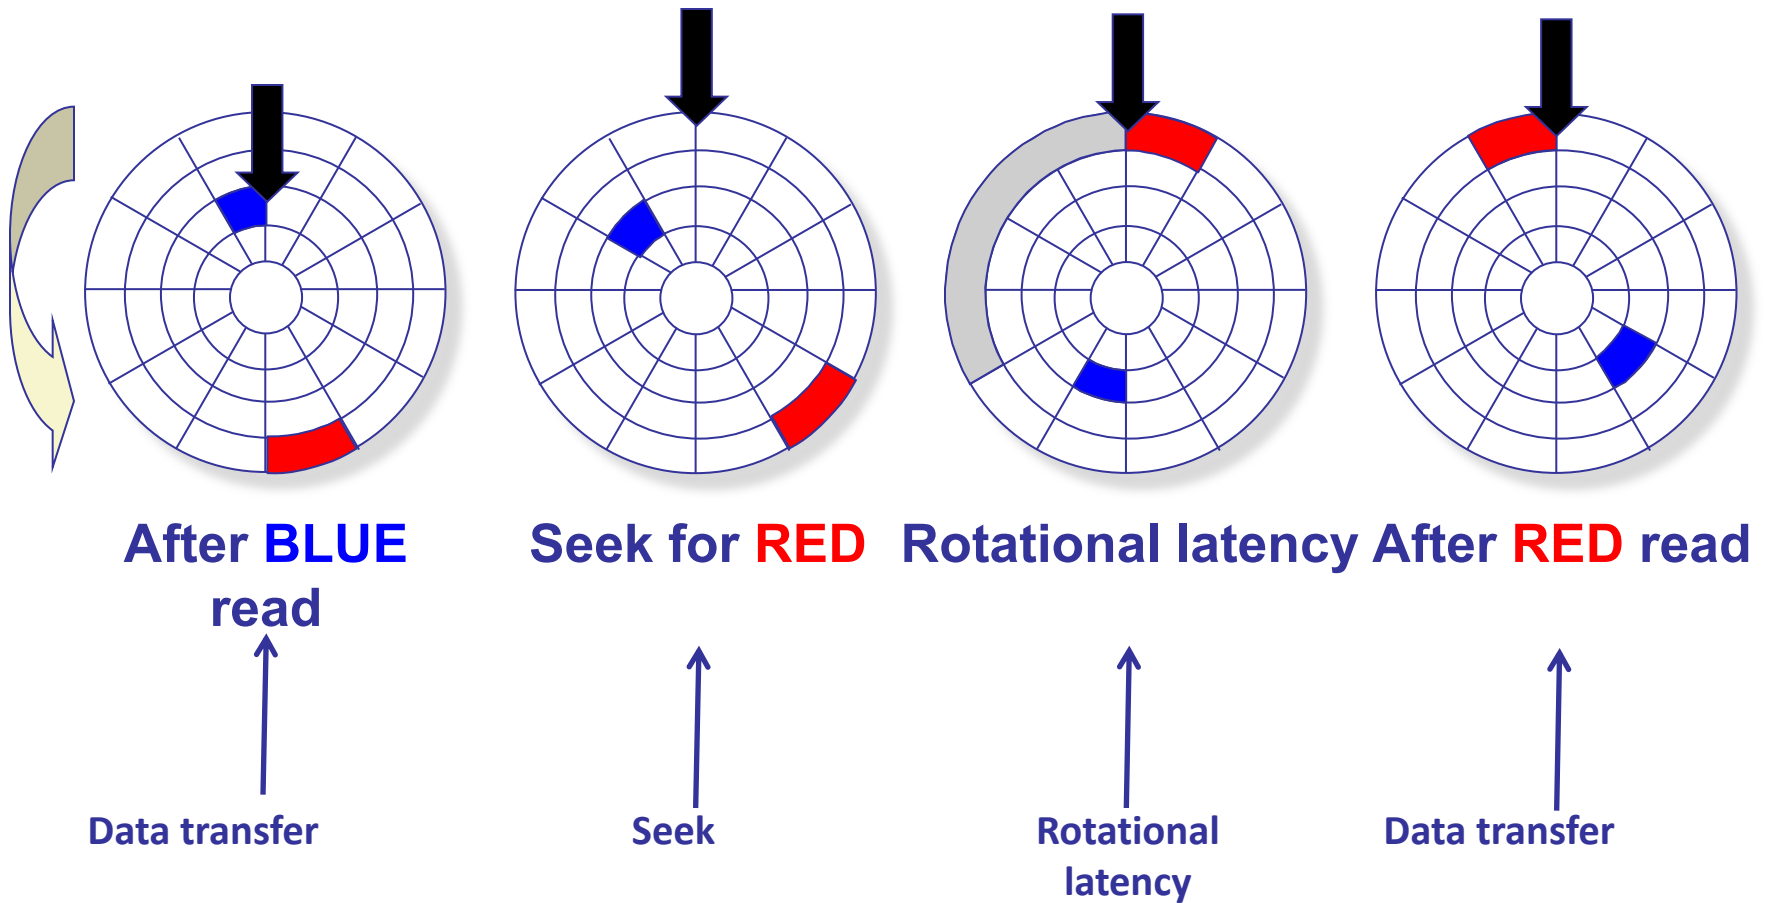 After BLUE
read
Seek for RED
Rotational latency
After RED read
Data transfer
Seek
Rotational
latency
Data transfer